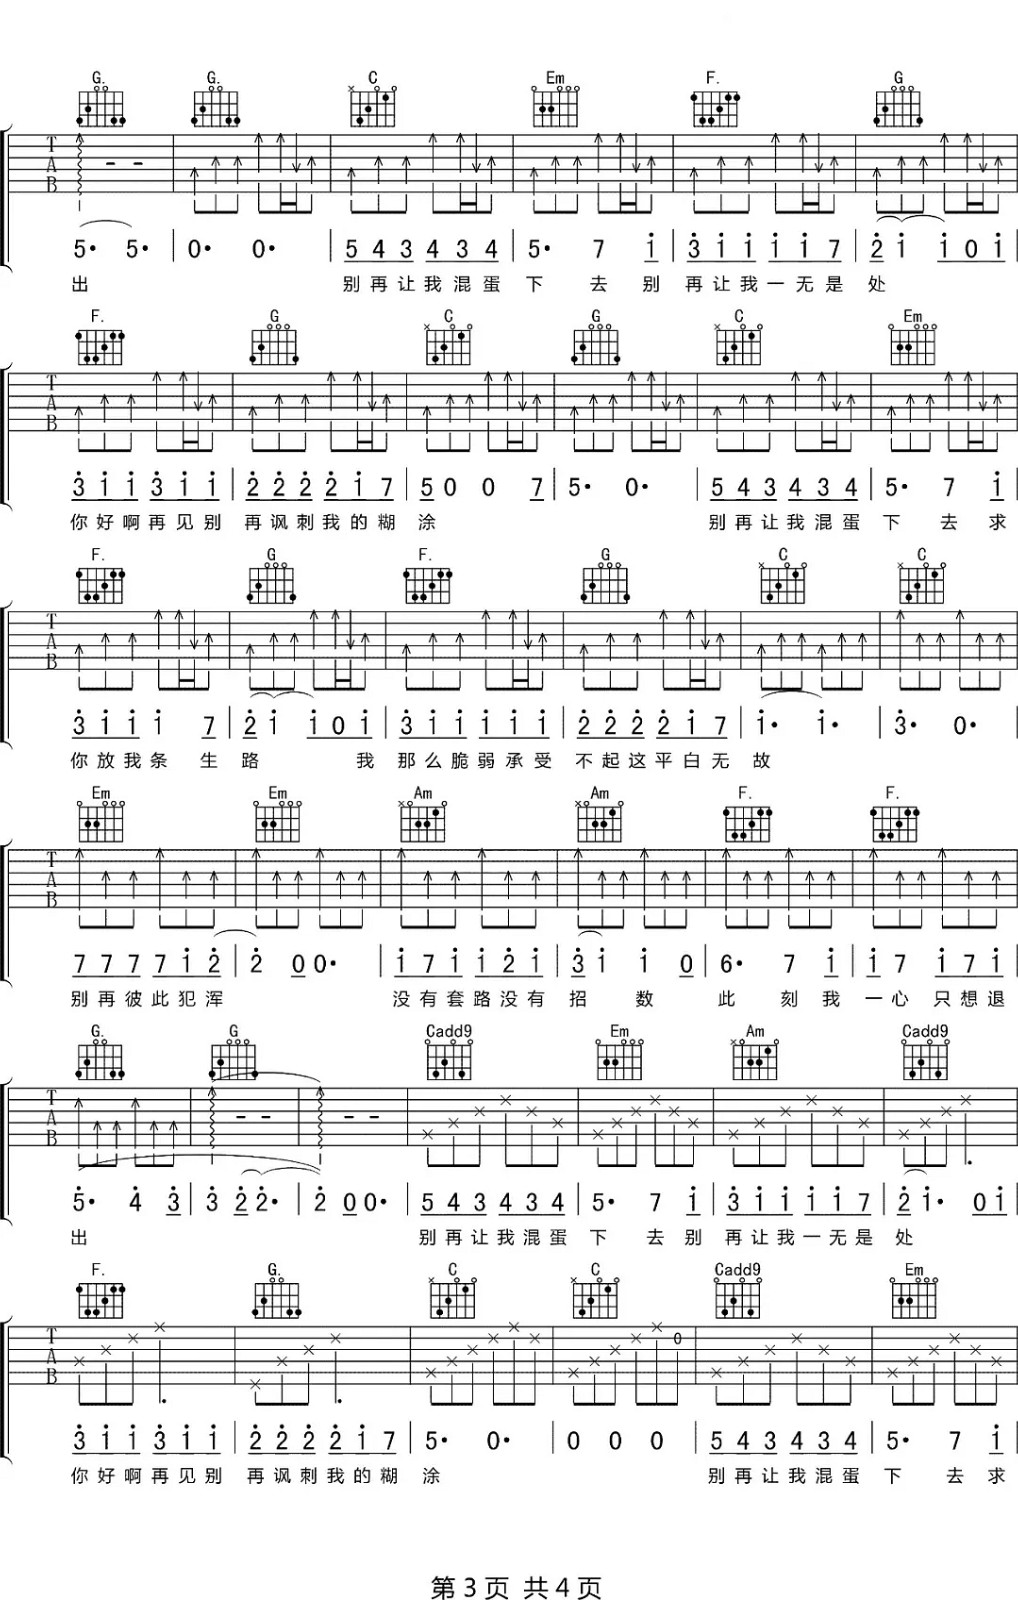 G. G. C Em F. G
5· 5· | 0· 0· | 5 4 3 4 3 4 | 5· 7 i | 3 i i i i 7 | 2 i i 0 i
出 别再让我混蛋 下 去 别 再让我一无是 处
F. G C G C Em
3 i i 3 i i | 2 2 2 2 i 7 | 5 0 0 7 | 5· 0· | 5 4 3 4 3 4 | 5· 7 i
你好啊再见别 再讽刺我的糊 涂 别再让我混蛋 下 去 求
F. G F. G C C
3 i i i 7 | 2 i i 0 i | 3 i i i i i | 2 2 2 2 i 7 | i· i· | 3· 0·
你放我条 生 路 我 那么脆弱承受 不起这平白无 故
Em Em Am Am F. F.
7 7 7 7 i 2 | 2 0 0· | i 7 i i 2 i | 3 i i 0 | 6· 7 i | i 7 i 7 i
别再彼此犯浑 没有套路没有 招 数 此 刻 我 一心 只想退
G. G Cadd9 Em Am Cadd9
5· 4 3 | 3 2 2· | 2 0 0· | 5 4 3 4 3 4 | 5· 7 i | 3 i i i i 7 | 2 i· 0 i
出 别再让我混蛋 下 去 别 再让我一无是 处
F. G. C C Cadd9 Em
0
3 i i 3 i i | 2 2 2 2 i 7 | 5· 0· | 0 0 0 | 5 4 3 4 3 4 | 5· 7 i
你好啊再见别 再讽刺我的糊 涂 别再让我混蛋 下 去 求
第 3 页 共 4 页